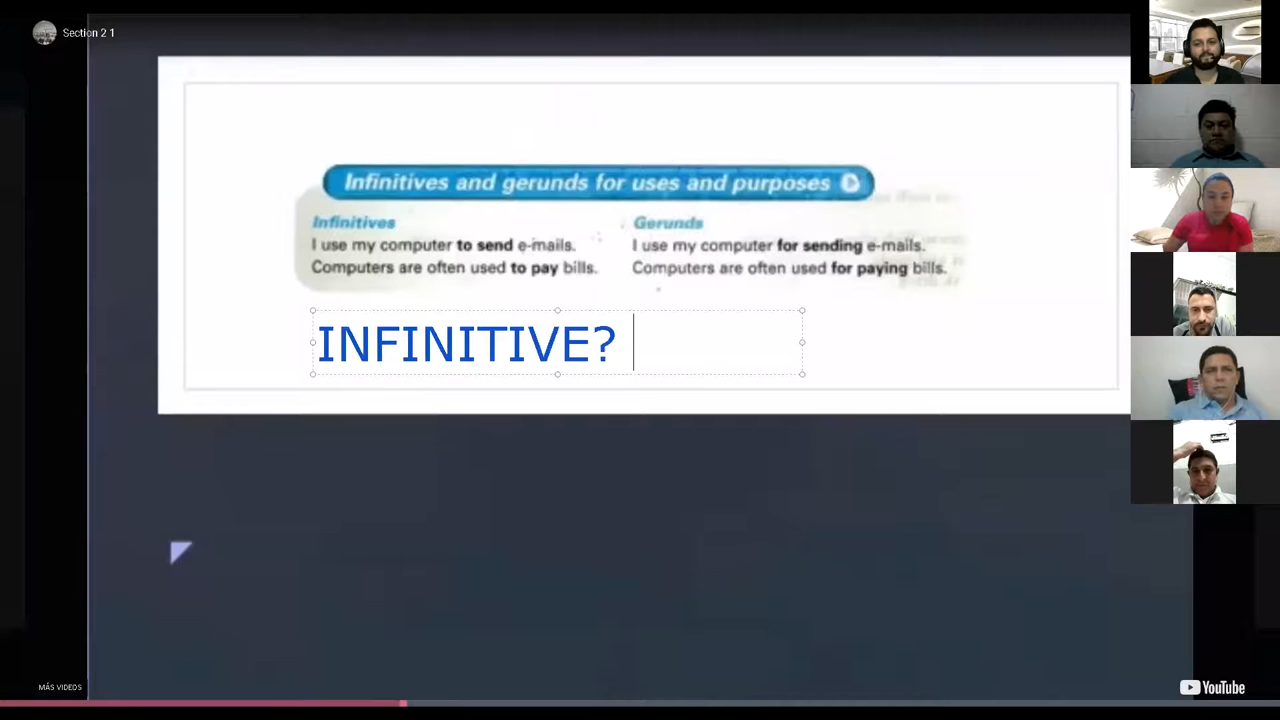 Section 2 1
Infinitives and gerunds for uses and purposes
Infinitives
I use my computer to send e-mails.
Computers are often used to pay bills.
Gerunds
I use my computer for sending e-mails.
Computers are often used for paying bills.
INFINITIVE?
MÁS VIDEOS
YouTube